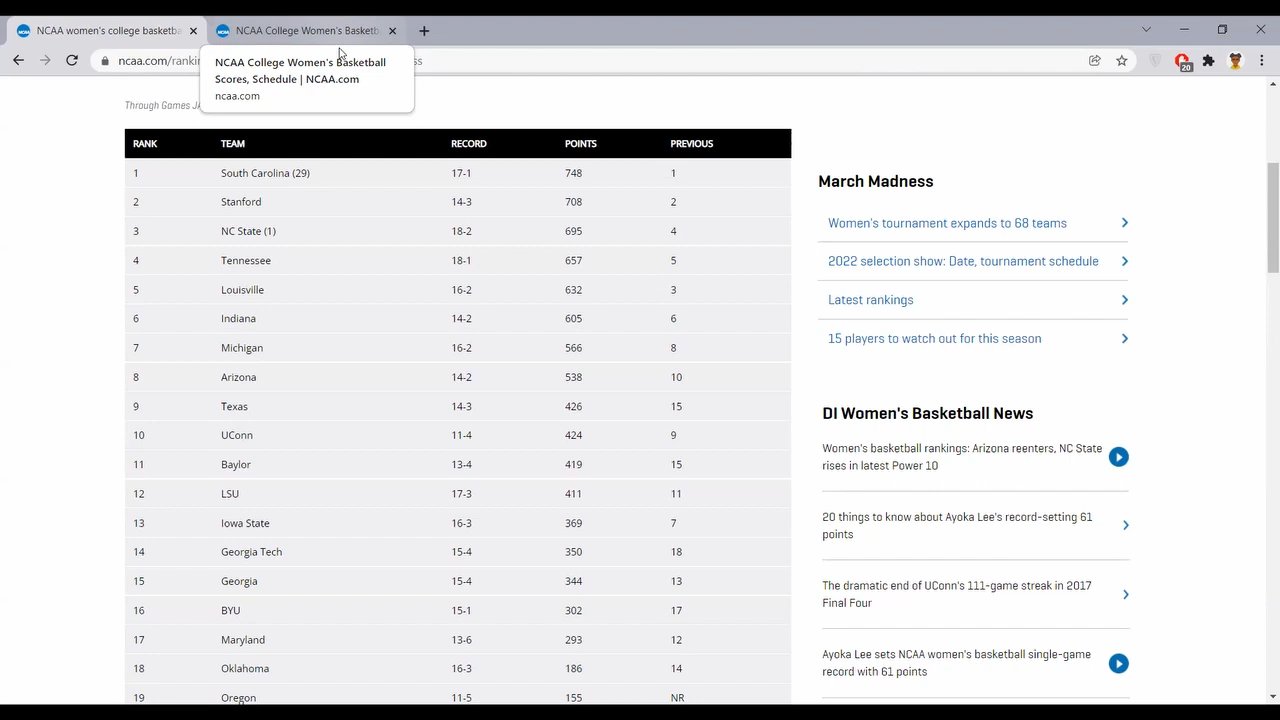 NCAA women's college basketb
NCAA College Women's Basketb
ncaa.com/ranki
ss
20
NCAA College Women's Basketball
Scores, Schedule | NCAA.com
ncaa.com
Through Games JA
RANK TEAM RECORD POINTS PREVIOUS
1 South Carolina (29) 17-1 748 1
2 Stanford 14-3 708 2
3 NC State (1) 18-2 695 4
4 Tennessee 18-1 657 5
5 Louisville 16-2 632 3
6 Indiana 14-2 605 6
7 Michigan 16-2 566 8
8 Arizona 14-2 538 10
9 Texas 14-3 426 15
10 UConn 11-4 424 9
11 Baylor 13-4 419 15
12 LSU 17-3 411 11
13 Iowa State 16-3 369 7
14 Georgia Tech 15-4 350 18
15 Georgia 15-4 344 13
16 BYU 15-1 302 17
17 Maryland 13-6 293 12
18 Oklahoma 16-3 186 14
19 Oregon 11-5 155 NR
March Madness
Women's tournament expands to 68 teams
2022 selection show: Date, tournament schedule
Latest rankings
15 players to watch out for this season
DI Women's Basketball News
Women's basketball rankings: Arizona reenters, NC State
rises in latest Power 10
20 things to know about Ayoka Lee's record-setting 61
points
The dramatic end of UConn's 111-game streak in 2017
Final Four
Ayoka Lee sets NCAA women's basketball single-game
record with 61 points